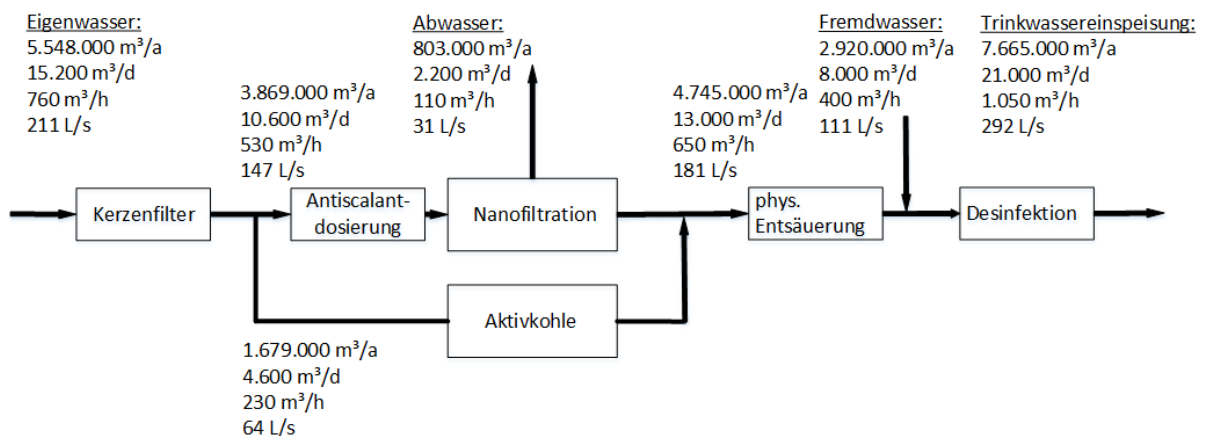 Eigenwasser:
5.548.000 m³/a
15.200 m³/d
760 m³/h
211 L/s
3.869.000 m³/a
10.600 m³/d
530 m³/h
147 L/s
Abwasser:
803.000 m³/a
2.200 m³/d
110 m³/h
31 L/s
4.745.000 m³/a
13.000 m³/d
650 m³/h
181 L/s
Fremdwasser:
2.920.000 m³/a
8.000 m³/d
400 m³/h
111 L/s
Trinkwassereinspeisung:
7.665.000 m³/a
21.000 m³/d
1.050 m³/h
292 L/s
Kerzenfilter
Antiscalant-
dosierung
Nanofiltration
phys.
Entsäuerung
Desinfektion
Aktivkohle
1.679.000 m³/a
4.600 m³/d
230 m³/h
64 L/s